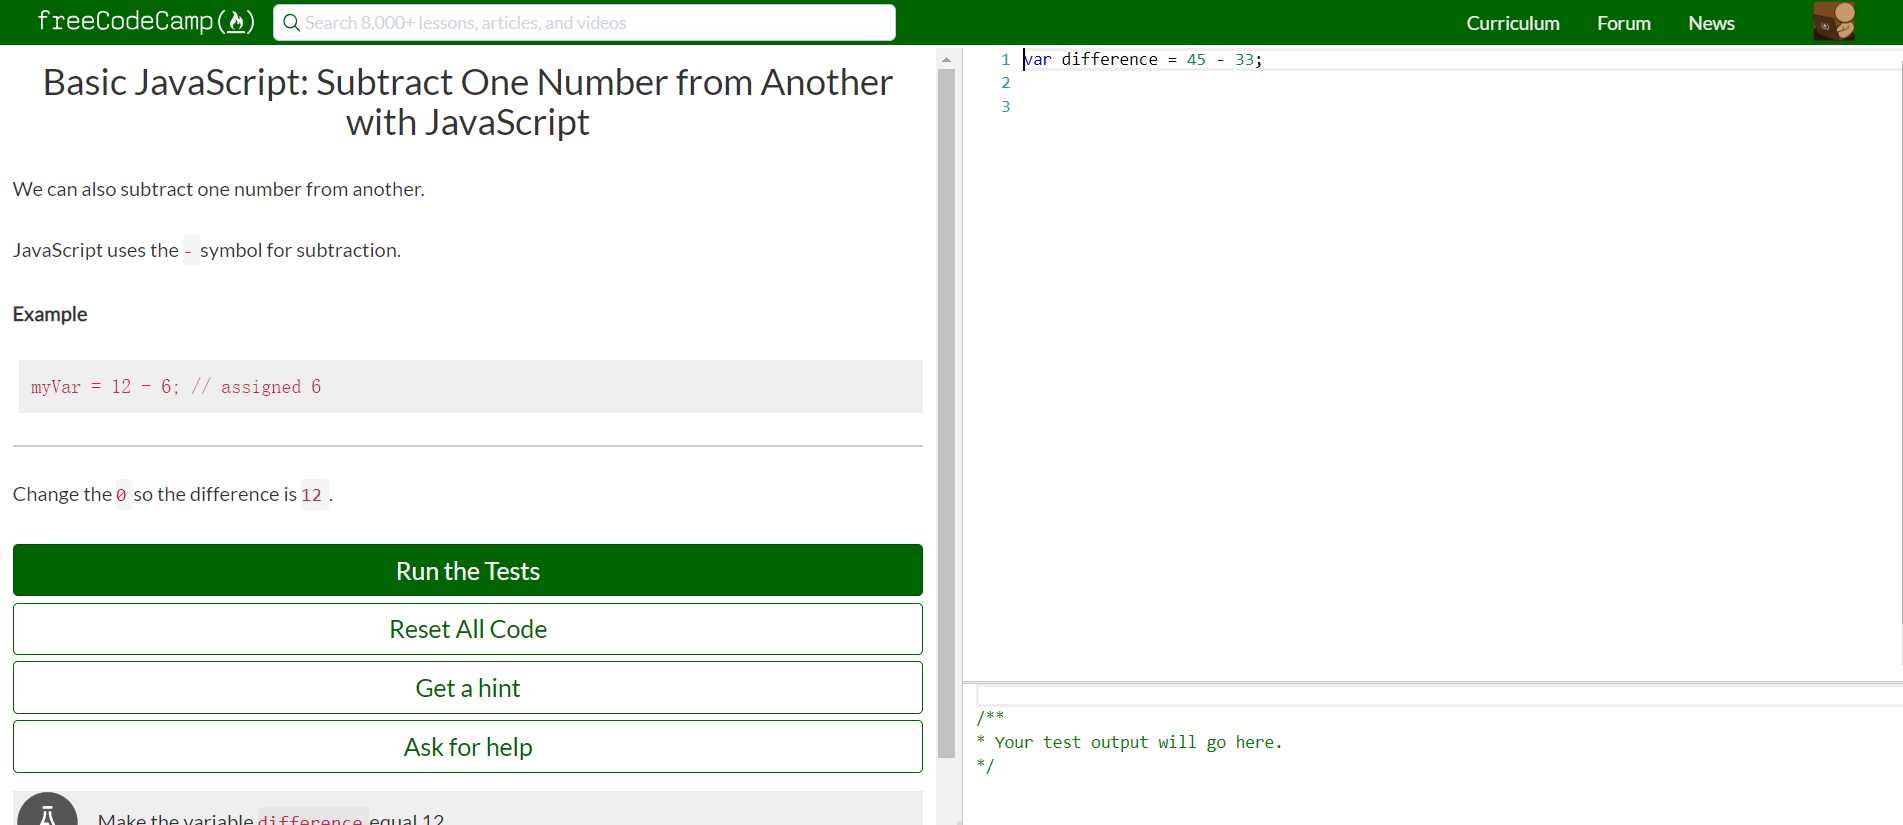 freeCodeCamp
Search 8,000+ lessons, articles, and videos
Curriculum
Forum
News
Basic JavaScript: Subtract One Number from Another
with JavaScript
We can also subtract one number from another.
JavaScript uses the - symbol for subtraction.
Example
myVar = 12 - 6; // assigned 6
Change the 0 so the difference is 12 .
Run the Tests
Reset All Code
Get a hint
Ask for help
Make the variable difference equal 12
1 var difference = 45 - 33;
2
3
/**
* Your test output will go here.
*/